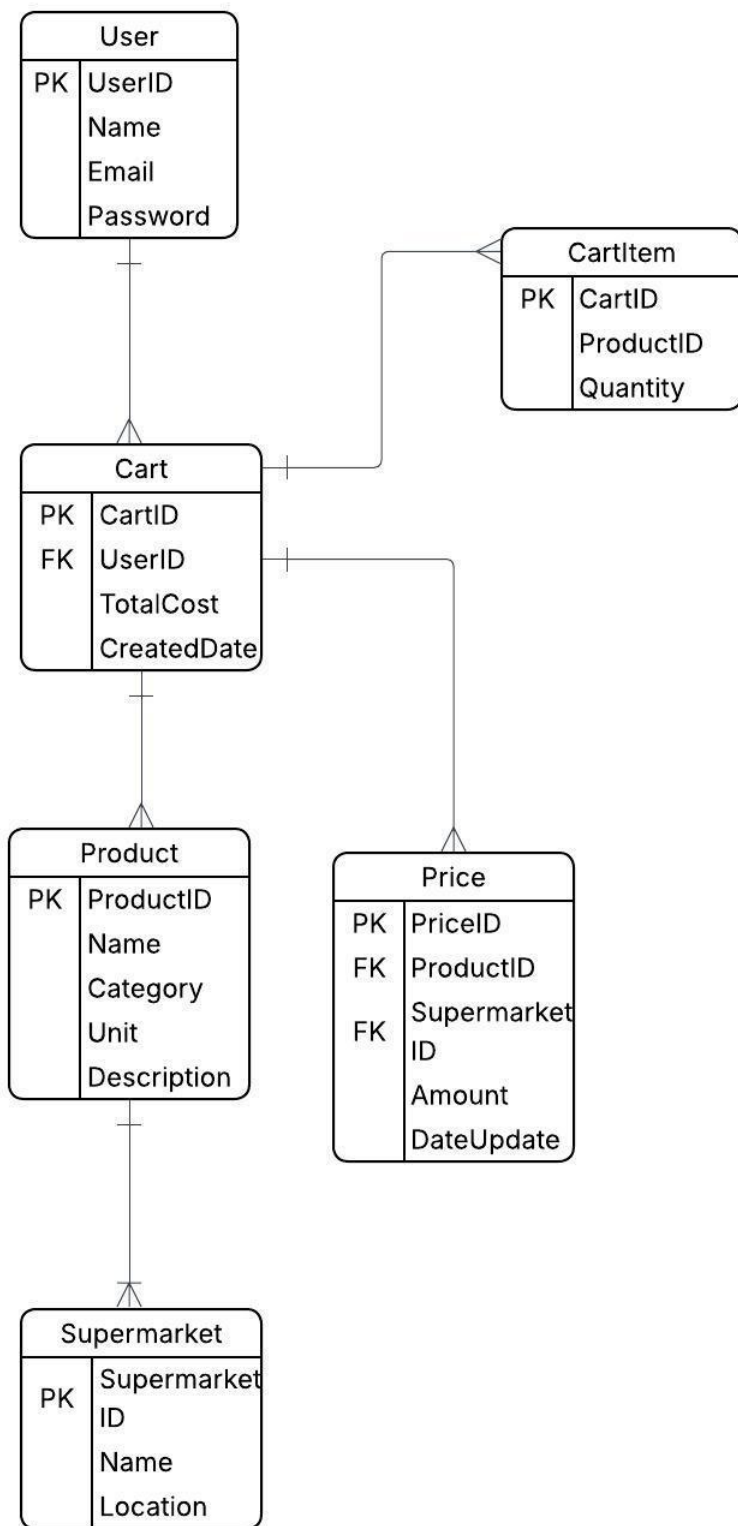 User
PK UserID
Name
Email
Password
CartItem
PK CartID
ProductID
Quantity
Cart
PK CartID
FK UserID
TotalCost
CreatedDate
Product
PK ProductID
Name
Category
Unit
Description
Price
PK PriceID
FK ProductID
FK Supermarket
ID
Amount
DateUpdate
Supermarket
PK Supermarket
ID
Name
Location